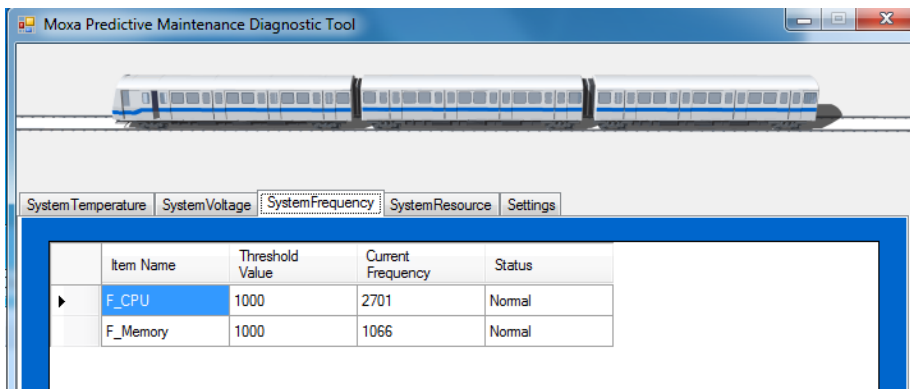 Moxa Predictive Maintenance Diagnostic Tool
SystemTemperature SystemVoltage SystemFrequency SystemResource Settings
Item Name Threshold Value Current Frequency Status
F_CPU 1000 2701 Normal
F_Memory 1000 1066 Normal